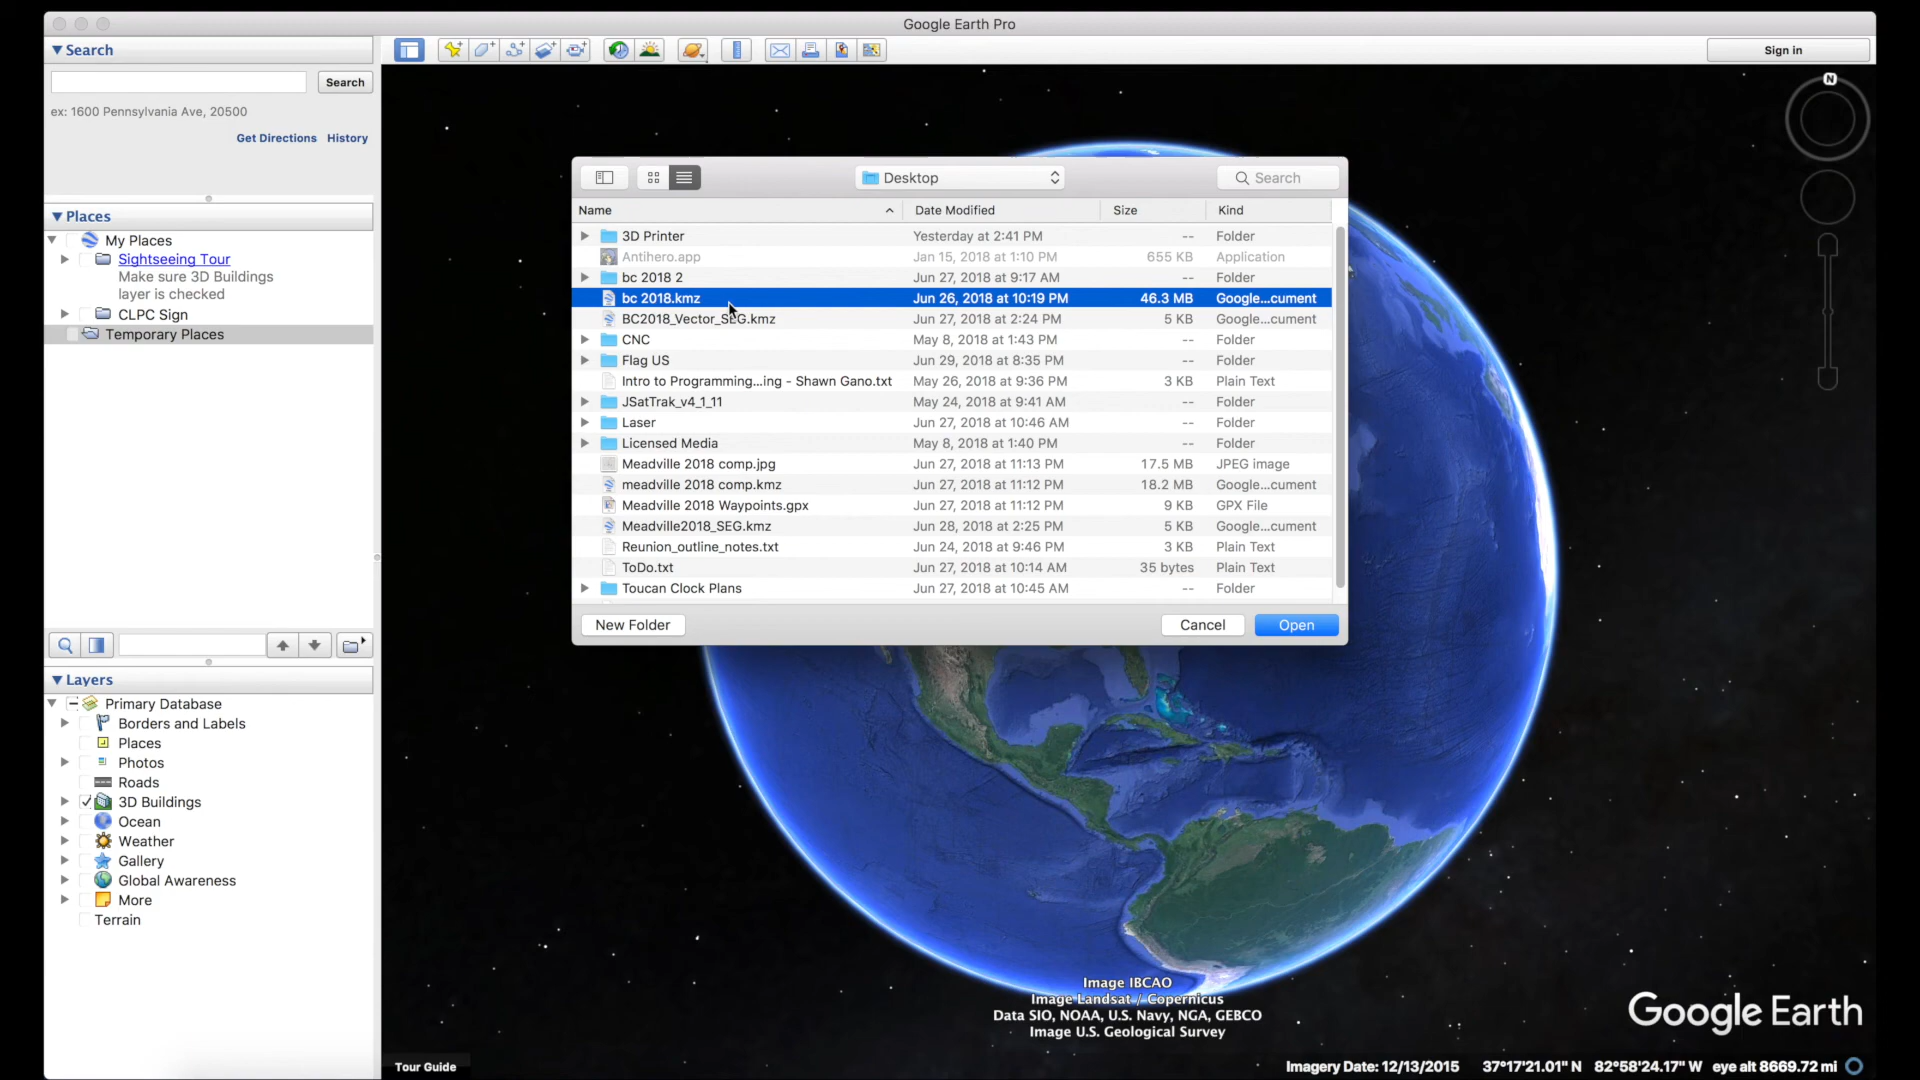 Google Earth Pro
Search
Sign in
N
Search
ex: 1600 Pennsylvania Ave, 20500
Get Directions History
Places
My Places
Sightseeing Tour
Make sure 3D Buildings
layer is checked
CLPC Sign
Temporary Places
Desktop
Search
Name Date Modified Size Kind
3D Printer Yesterday at 2:41 PM -- Folder
Antihero.app Jan 15, 2018 at 1:10 PM 655 KB Application
bc 2018 2 Jun 27, 2018 at 9:17 AM -- Folder
bc 2018.kmz Jun 26, 2018 at 10:19 PM 46.3 MB Google...cument
BC2018_Vector_SEG.kmz Jun 27, 2018 at 2:24 PM 5 KB Google...cument
CNC May 8, 2018 at 1:43 PM -- Folder
Flag US Jun 29, 2018 at 8:35 PM -- Folder
Intro to Programming...ing - Shawn Gano.txt May 26, 2018 at 9:36 PM 3 KB Plain Text
JSatTrak_v4_1_11 May 24, 2018 at 9:41 AM -- Folder
Laser Jun 27, 2018 at 10:46 AM -- Folder
Licensed Media May 8, 2018 at 1:40 PM -- Folder
Meadville 2018 comp.jpg Jun 27, 2018 at 11:13 PM 17.5 MB JPEG image
meadville 2018 comp.kmz Jun 27, 2018 at 11:12 PM 18.2 MB Google...cument
Meadville 2018 Waypoints.gpx Jun 27, 2018 at 11:12 PM 9 KB GPX File
Meadville2018_SEG.kmz Jun 28, 2018 at 2:25 PM 5 KB Google...cument
Reunion_outline_notes.txt Jun 24, 2018 at 9:46 PM 3 KB Plain Text
ToDo.txt Jun 27, 2018 at 10:14 AM 35 bytes Plain Text
Toucan Clock Plans Jun 27, 2018 at 10:45 AM -- Folder
New Folder Cancel Open
Layers
Primary Database
Borders and Labels
Places
Photos
Roads
3D Buildings
Ocean
Weather
Gallery
Global Awareness
More
Terrain
Image IBCAO
Image Landsat / Copernicus
Data SIO, NOAA, U.S. Navy, NGA, GEBCO
Image U.S. Geological Survey
Google Earth
Tour Guide
Imagery Date: 12/13/2015 37°17'21.01" N 82°58'24.17" W eye alt 8669.72 mi